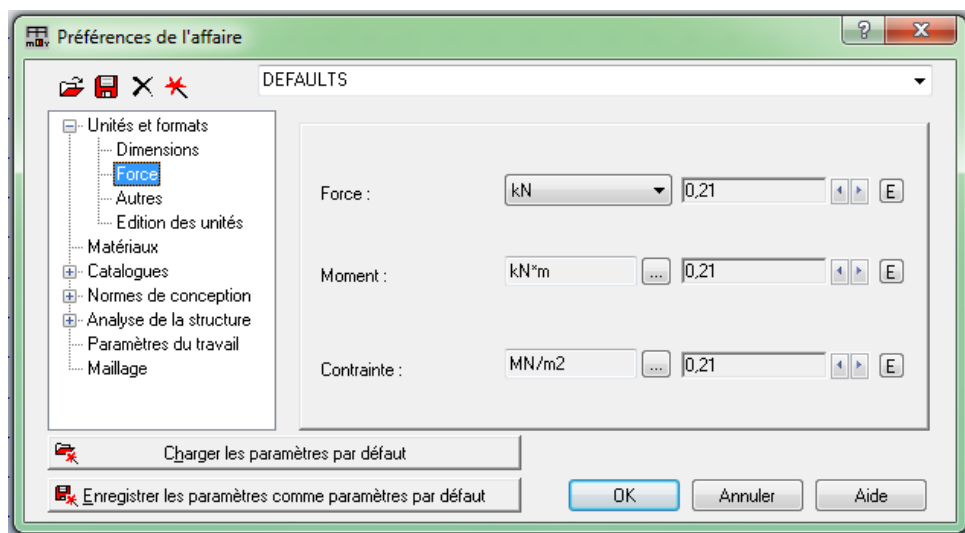 Préférences de l'affaire
DEFAULTS
Unités et formats
Dimensions
Force
Autres
Edition des unités
Matériaux
Catalogues
Normes de conception
Analyse de la structure
Paramètres du travail
Maillage
Force : kN 0,21 E
Moment : kN*m ... 0,21 E
Contrainte : MN/m2 ... 0,21 E
Charger les paramètres par défaut
Enregistrer les paramètres comme paramètres par défaut
OK Annuler Aide